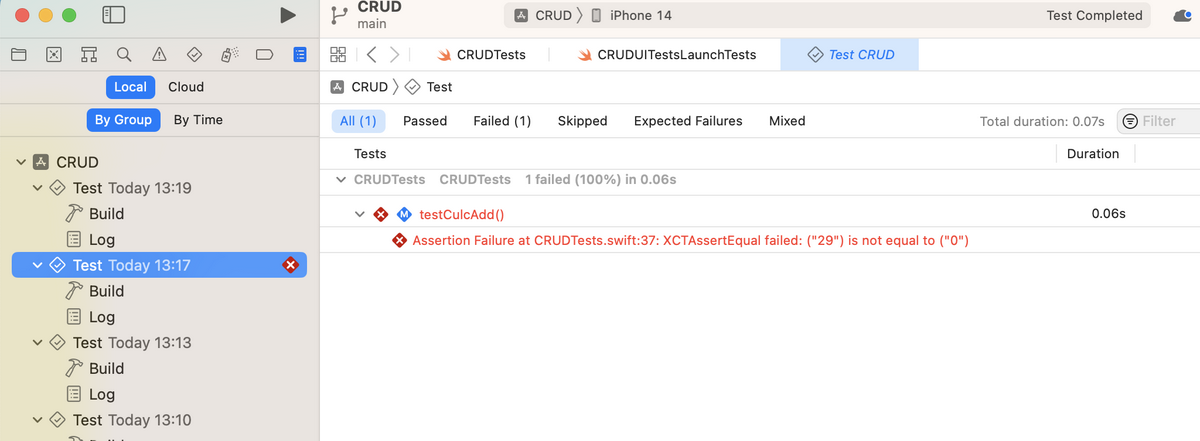 CRUD
main
CRUD
iPhone 14
Test Completed
CRUDTests
CRUDUITestsLaunchTests
Test CRUD
Local
Cloud
CRUD
Test
By Group
By Time
All (1)
Passed
Failed (1)
Skipped
Expected Failures
Mixed
Total duration: 0.07s
Filter
Tests
Duration
CRUD
CRUDTests CRUDTests 1 failed (100%) in 0.06s
Test Today 13:19
Build
testCulcAdd()
0.06s
Log
Assertion Failure at CRUDTests.swift:37: XCTAssertEqual failed: ("29") is not equal to ("0")
Test Today 13:17
Build
Log
Test Today 13:13
Build
Log
Test Today 13:10